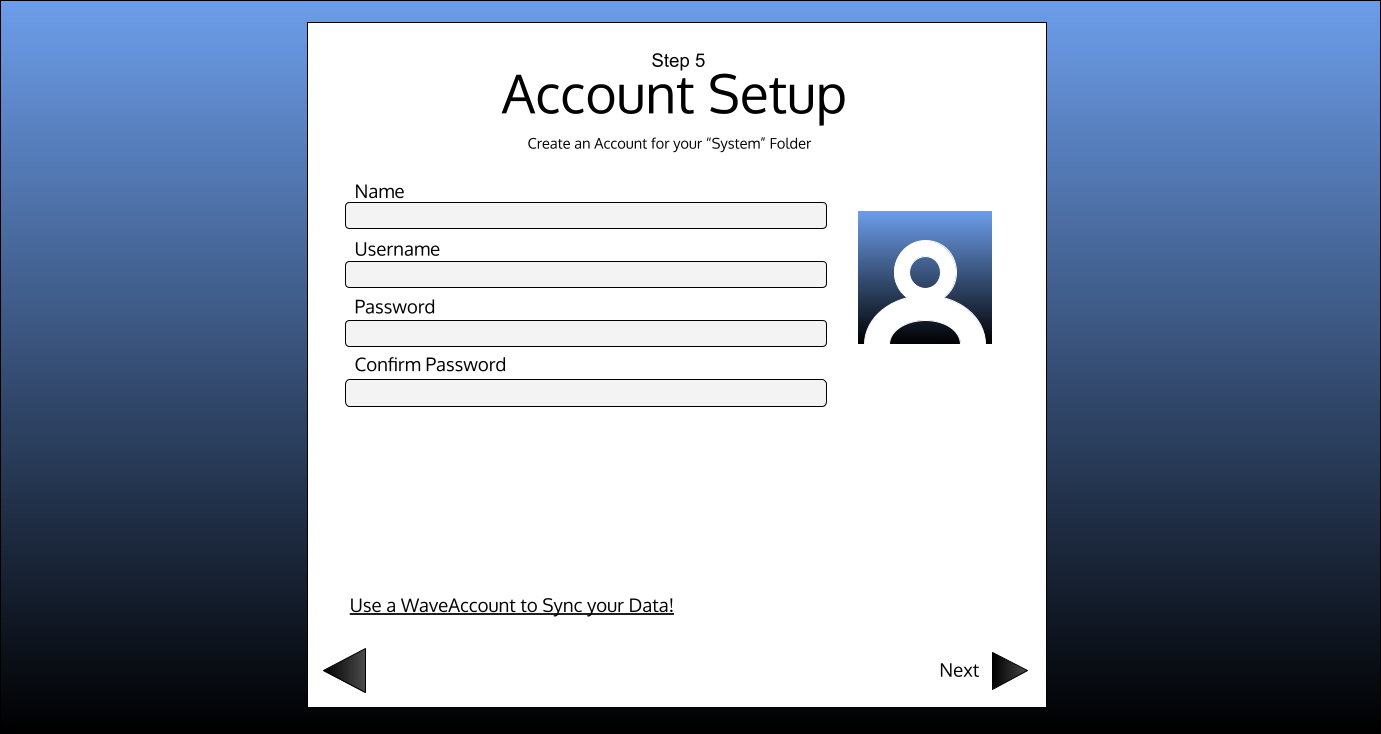 Step 5
Account Setup
Create an Account for your “System” Folder
Name
Username
Password
Confirm Password
Use a WaveAccount to Sync your Data!
Next